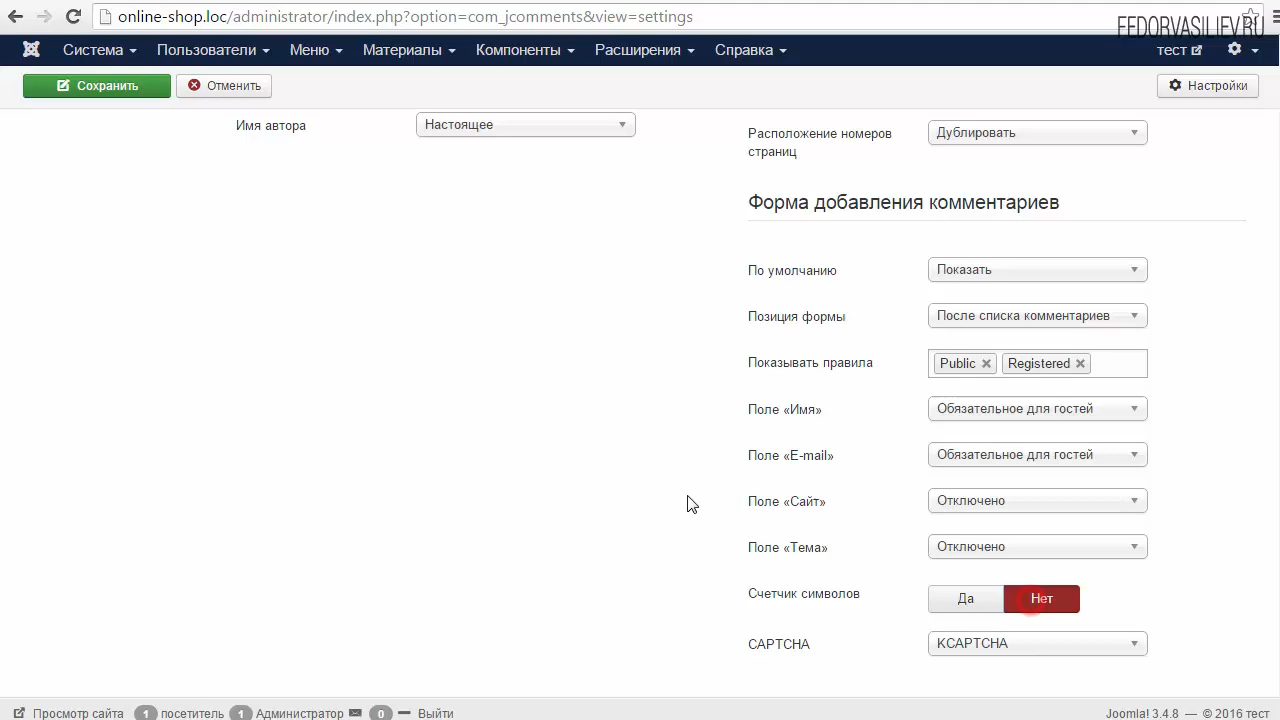 online-shop.loc/administrator/index.php?option=com_jcomments&view=settings
FEDORVASILIEV.RU
Система Пользователи Меню Материалы Компоненты Расширения Справка тест
Сохранить Отменить Настройки
Имя автора Настоящее
Расположение номеров страниц Дублировать
Форма добавления комментариев
По умолчанию Показать
Позиция формы После списка комментариев
Показывать правила Public Registered
Поле «Имя» Обязательное для гостей
Поле «E-mail» Обязательное для гостей
Поле «Сайт» Отключено
Поле «Тема» Отключено
Счетчик символов Да Нет
CAPTCHA KCAPTCHA
Просмотр сайта 1 посетитель 1 Администратор 0 — Выйти Joomla! 3.4.8 — © 2016 тест